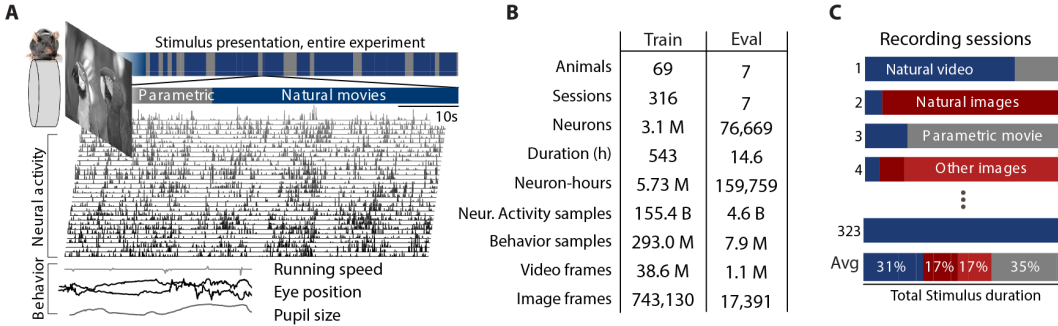 A
Stimulus presentation, entire experiment
Parametric
Natural movies
10s
Neural activity
Behavior
Running speed
Eye position
Pupil size
B
Train Eval
Animals 69 7
Sessions 316 7
Neurons 3.1 M 76,669
Duration (h) 543 14.6
Neuron-hours 5.73 M 159,759
Neur. Activity samples 155.4 B 4.6 B
Behavior samples 293.0 M 7.9 M
Video frames 38.6 M 1.1 M
Image frames 743,130 17,391
C
Recording sessions
1 Natural video
2 Natural images
3 Parametric movie
4 Other images
323
Avg 31% 17% 17% 35%
Total Stimulus duration